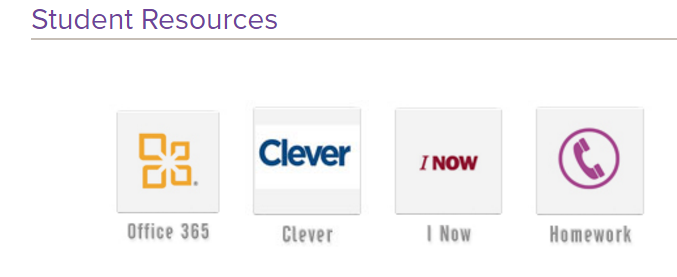 Student Resources
Clever
I NOW
Office 365
Clever
I Now
Homework